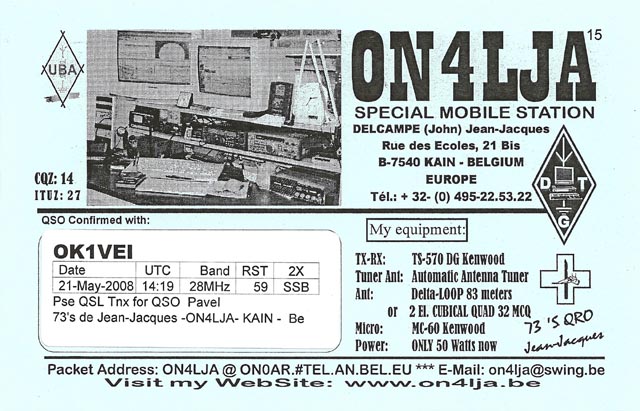 UBA
ON4LJA
15
SPECIAL MOBILE STATION
DELCAMPE (John) Jean-Jacques
Rue des Ecoles, 21 Bis
B-7540 KAIN - BELGIUM
EUROPE
Tél.: + 32- (0) 495-22.53.22
CQZ: 14
ITUZ: 27
D T
G
QSO Confirmed with:
OK1VEI
Date UTC Band RST 2X
21-May-2008 14:19 28MHz 59 SSB
Pse QSL Tnx for QSO Pavel
73's de Jean-Jacques -ON4LJA- KAIN - Be
My equipment:
TX-RX: TS-570 DG Kenwood
Tuner Ant: Automatic Antenna Tuner
Ant: Delta-LOOP 83 meters
or 2 El. CUBICAL QUAD 32 MCQ
Micro: MC-60 Kenwood
Power: ONLY 50 Watts now
73 'S QRO
Jean-Jacques
Packet Address: ON4LJA @ ON0AR.#TEL.AN.BEL.EU *** E-Mail: on4lja@swing.be
Visit my WebSite: www.on4lja.be